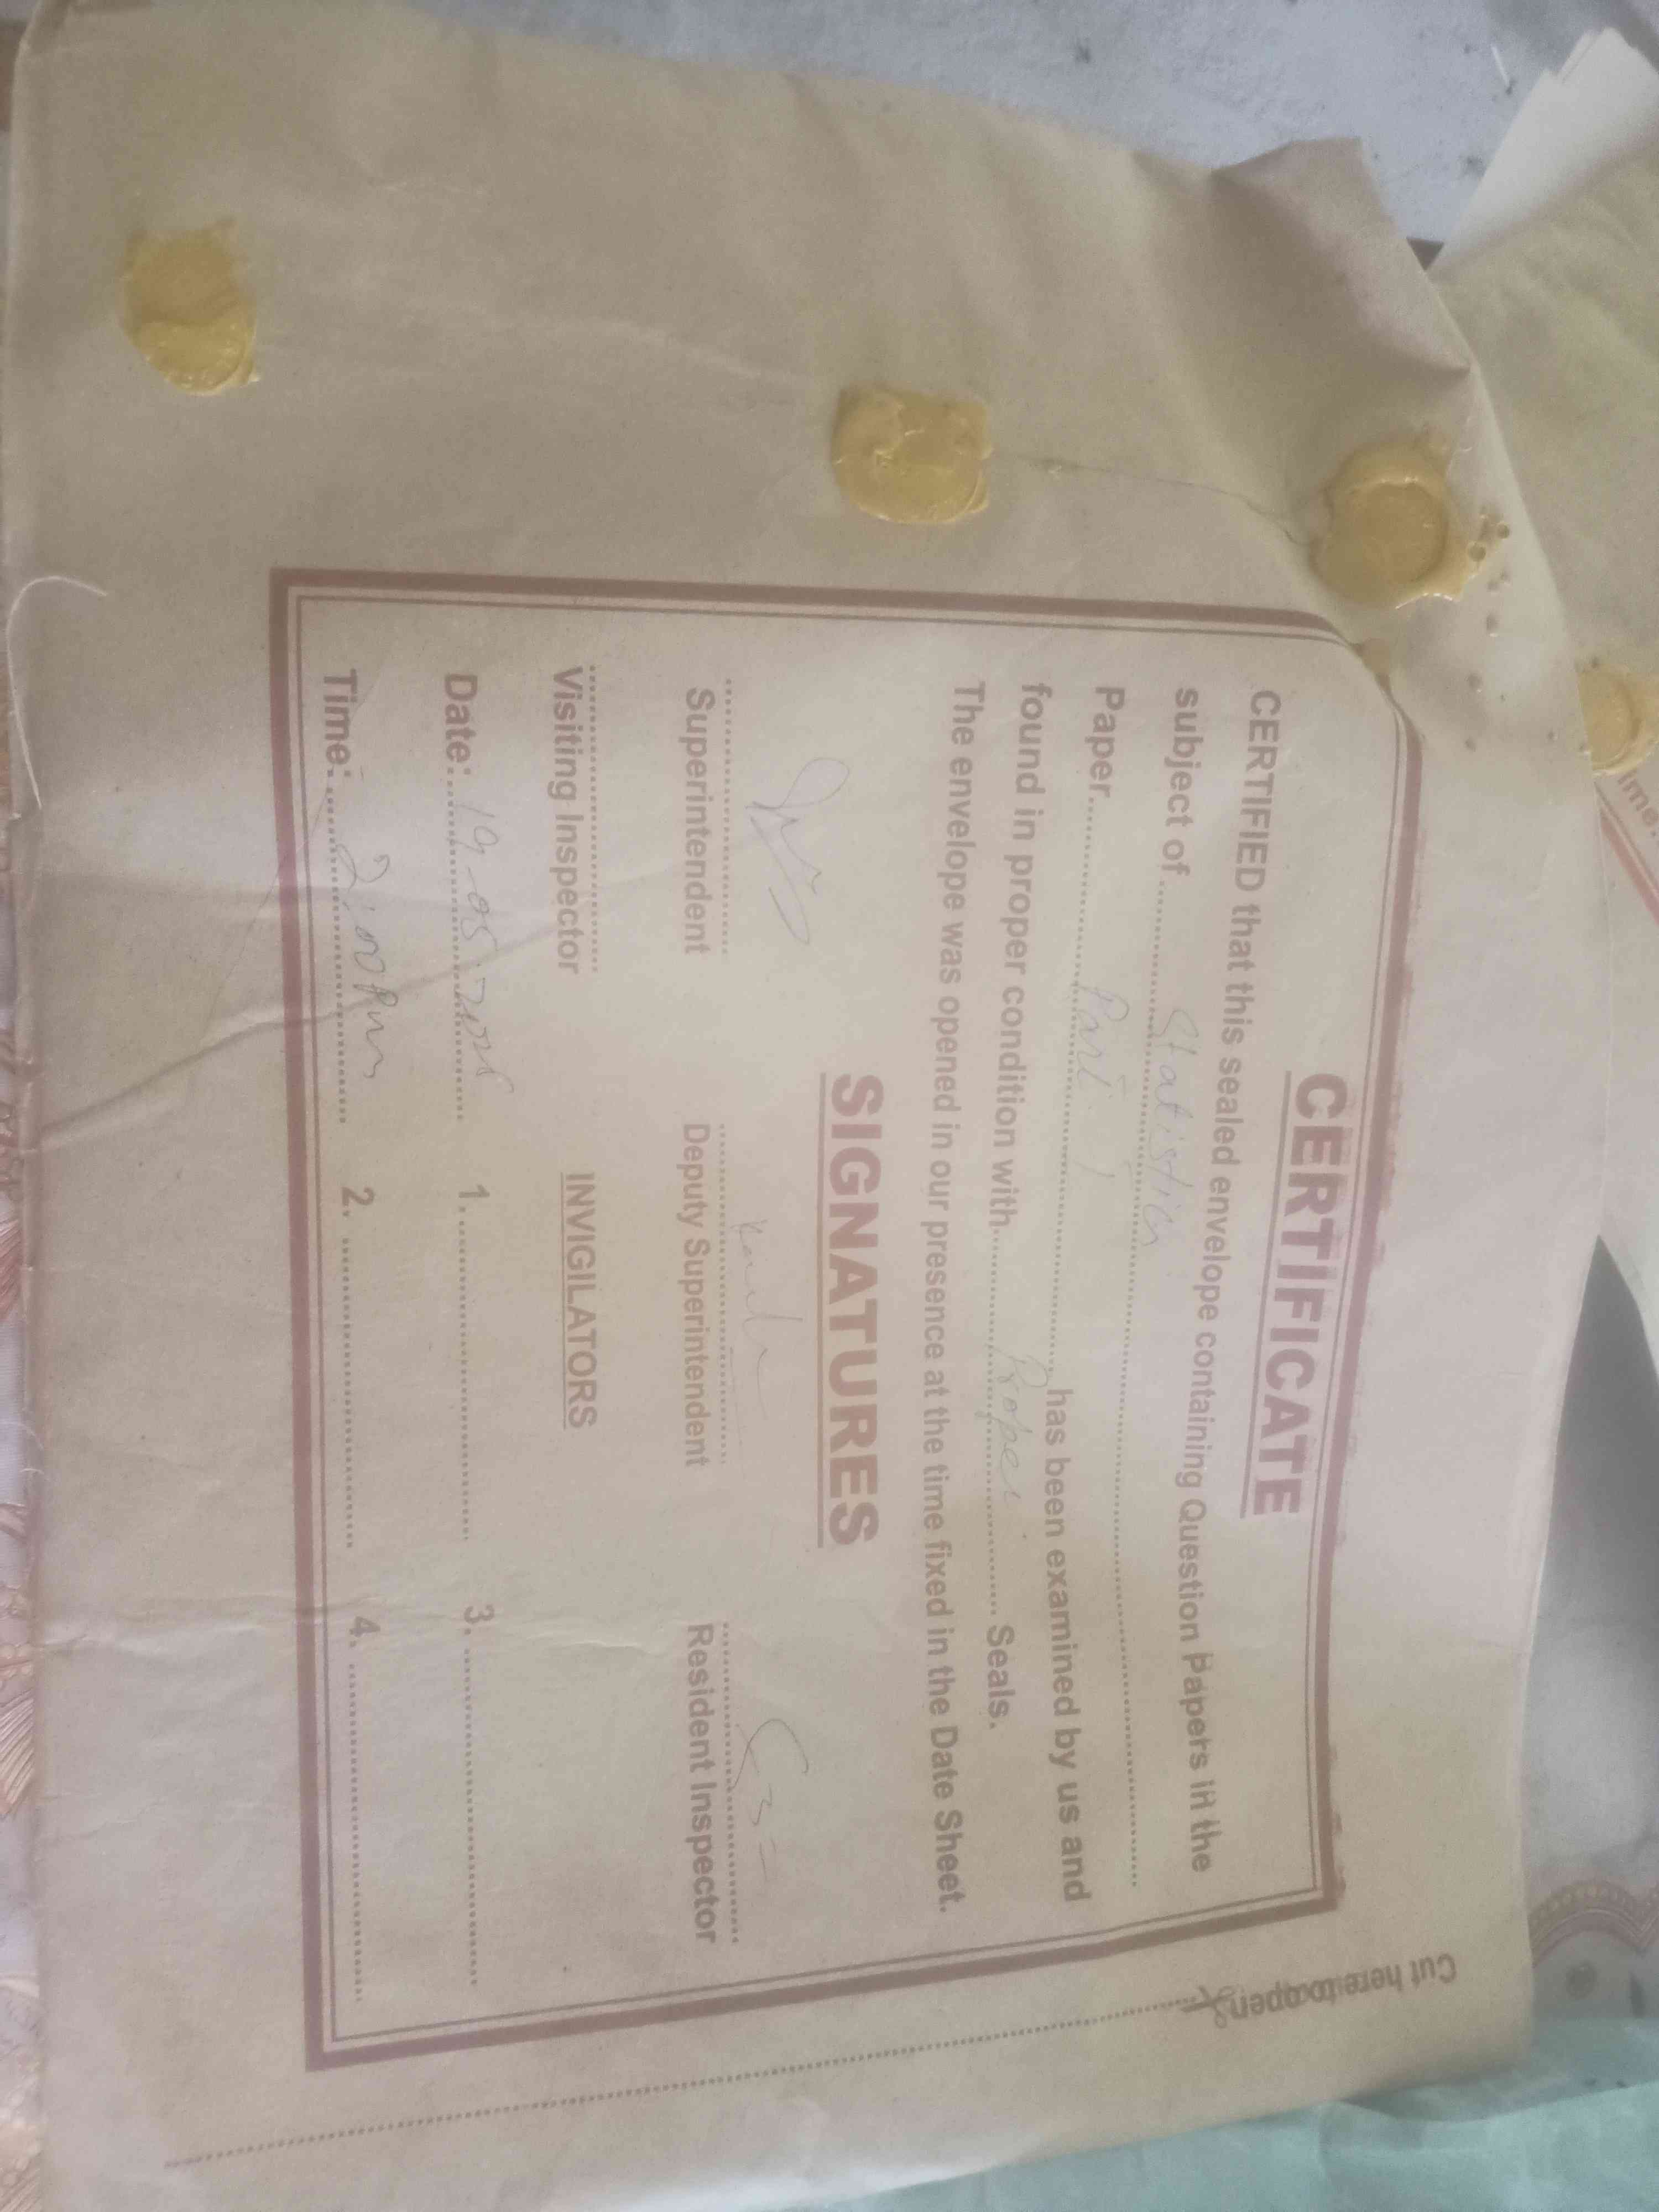 CERTIFICATE
CERTIFIED that this sealed envelope containing Question Papers in the
subject of.......... Statistics ..........
Paper.......... Part I ..........has been examined by us and
found in proper condition with.......... Proper .......... Seals.
The envelope was opened in our presence at the time fixed in the Date Sheet.
SIGNATURES
Superintendent Deputy Superintendent Resident Inspector
Visiting Inspector INVIGILATORS
Date: 19-05- 1. 3.
Time: 2:00 Pm 2. 4.
Cut here to open
ime: